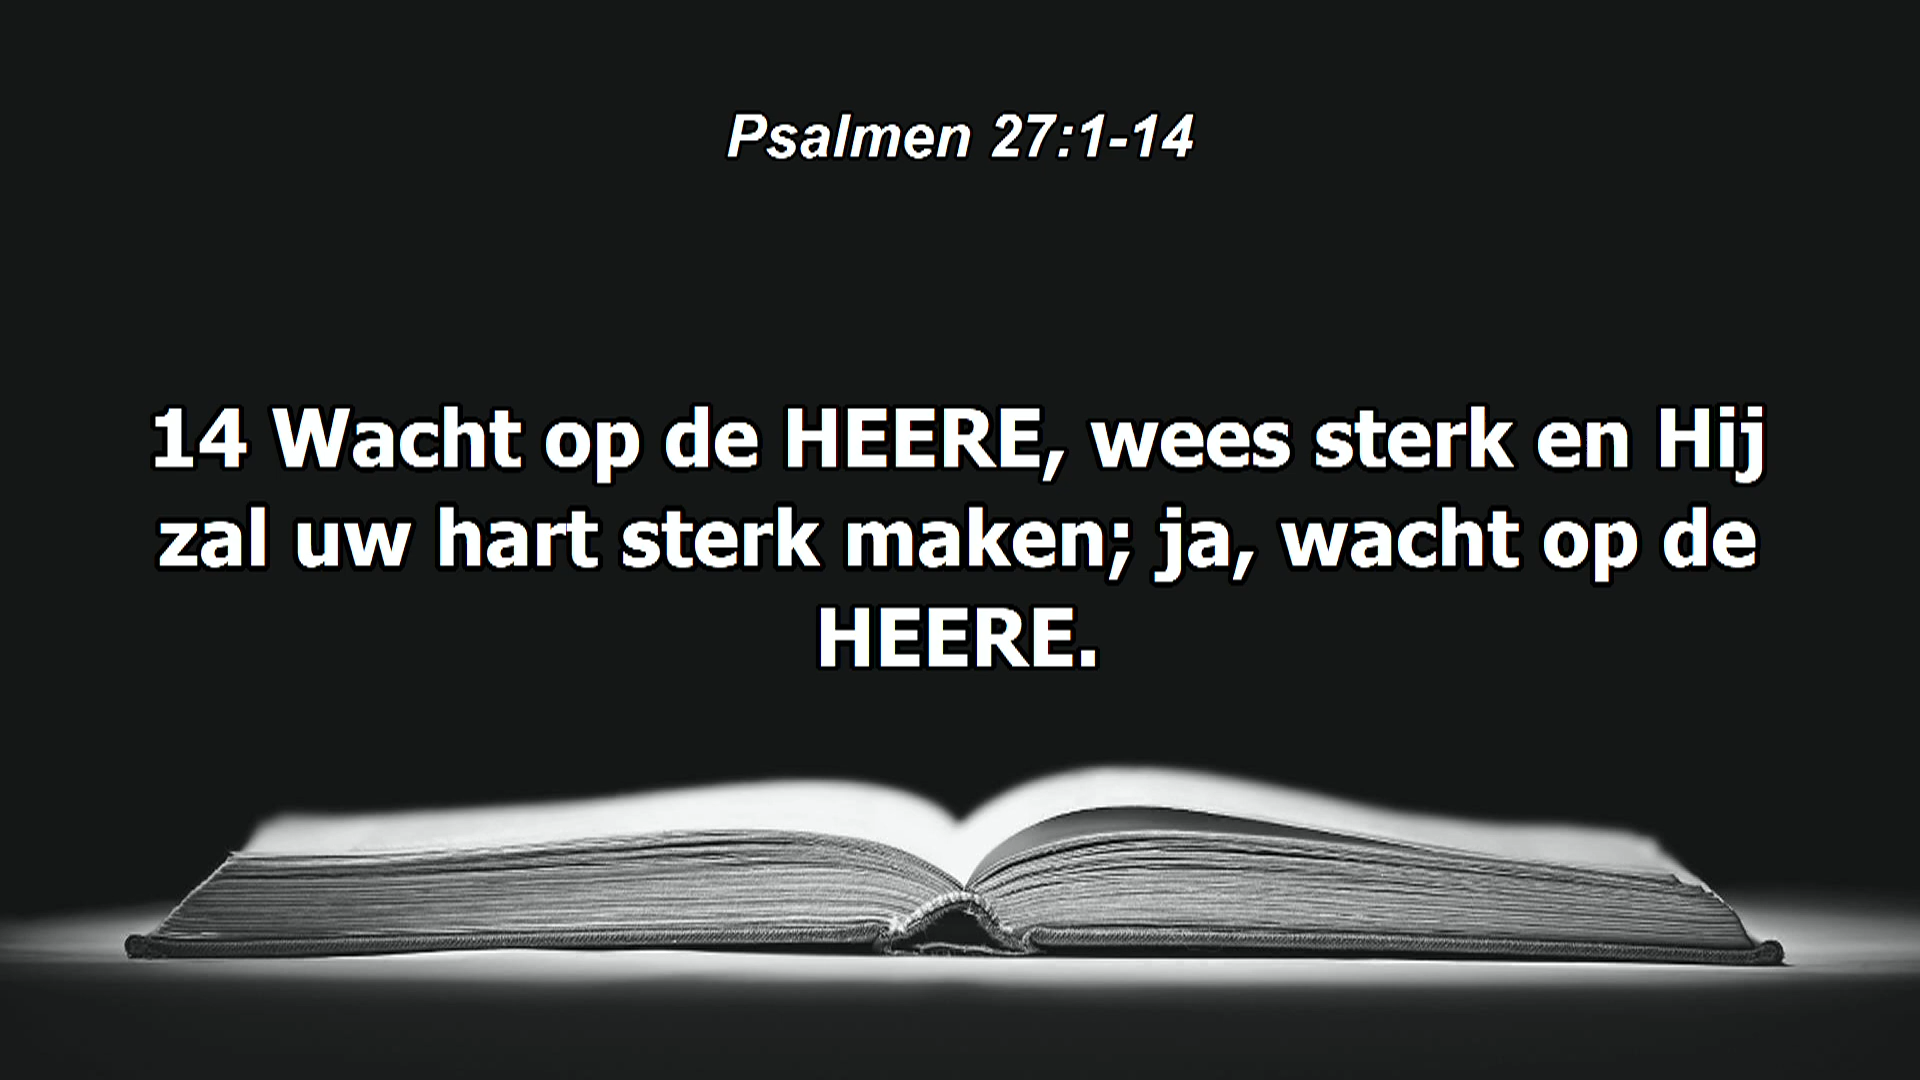 Psalmen 27:1-14
14 Wacht op de HEERE, wees sterk en Hij
zal uw hart sterk maken; ja, wacht op de
HEERE.